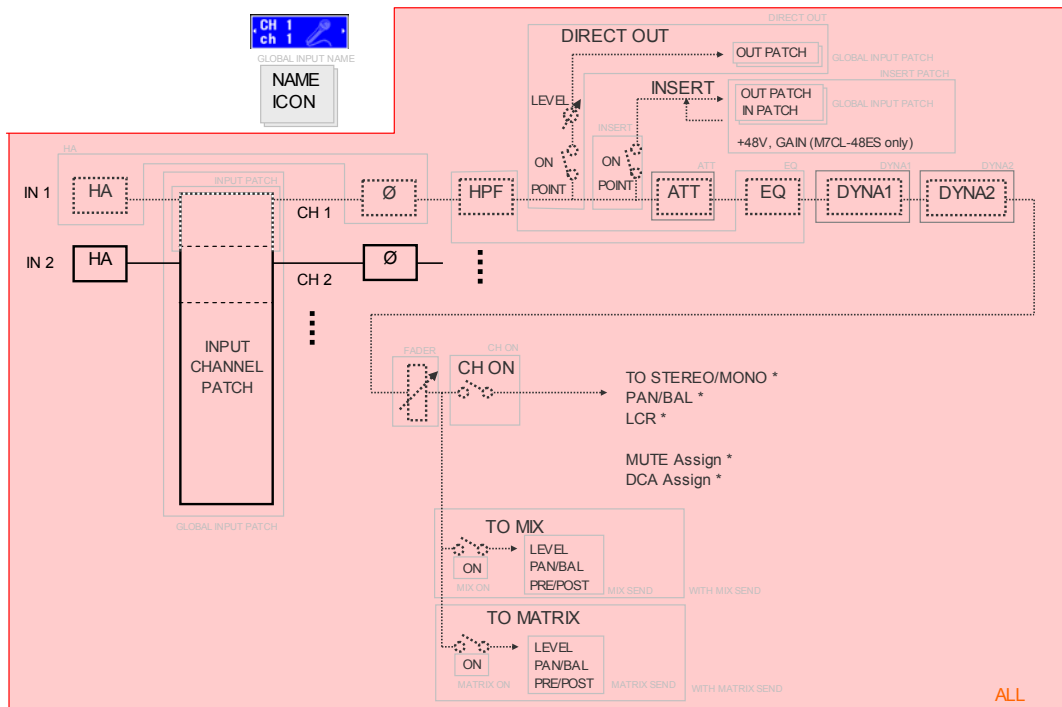 CH 1
ch 1
GLOBAL INPUT NAME
NAME
ICON
DIRECT OUT
DIRECT OUT
OUT PATCH
GLOBAL INPUT PATCH
INSERT PATCH
LEVEL
INSERT
OUT PATCH
IN PATCH
GLOBAL INPUT PATCH
INSERT
+48V, GAIN (M7CL-48ES only)
HA
ON
POINT
ON
POINT
ATT
EQ
DYNA1
DYNA2
INPUT PATCH
IN 1
HA
CH 1
Ø
HPF
ATT
EQ
DYNA1
DYNA2
IN 2
HA
CH 2
Ø
INPUT
CHANNEL
PATCH
GLOBAL INPUT PATCH
FADER
CH ON
CH ON
TO STEREO/MONO *
PAN/BAL *
LCR *
MUTE Assign *
DCA Assign *
TO MIX
ON
MIX ON
LEVEL
PAN/BAL
PRE/POST
MIX SEND
WITH MIX SEND
TO MATRIX
ON
MATRIX ON
LEVEL
PAN/BAL
PRE/POST
MATRIX SEND
WITH MATRIX SEND
ALL